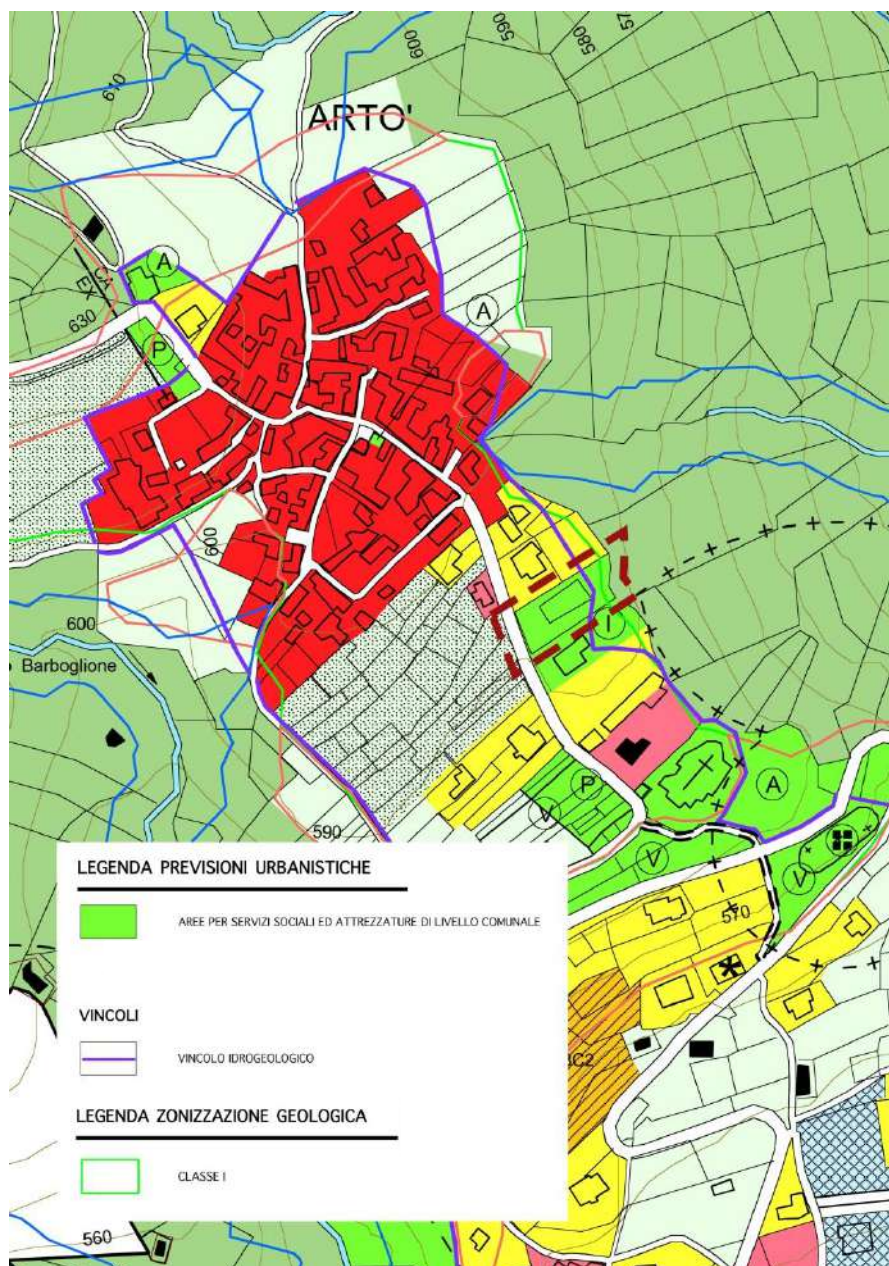 600
590
580
57
610
ARTO'
A
EX
CA
630
P
A
600
600
o Barboglione
I
P
V
A
590
V
V
570
LEGENDA PREVISIONI URBANISTICHE
AREE PER SERVIZI SOCIALI ED ATTREZZATURE DI LIVELLO COMUNALE
VINCOLI
VINCOLO IDROGEOLOGICO
LEGENDA ZONIZZAZIONE GEOLOGICA
CLASSE I
C2
560